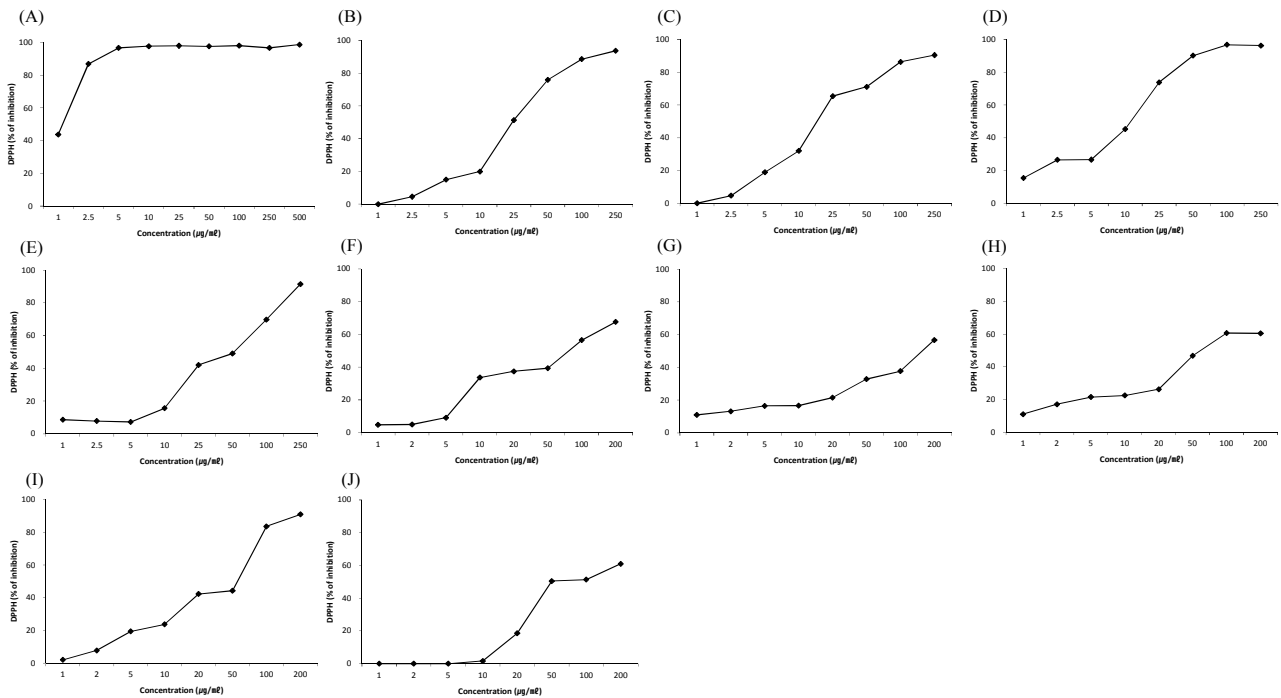 (A)
100
80
60
40
20
0
DPPH (% of inhibition)
1 2.5 5 10 25 50 100 250 500
Concentration (µg/㎖)
(B)
100
80
60
40
20
0
DPPH (% of inhibition)
1 2.5 5 10 25 50 100 250
Concentration (µg/㎖)
(C)
100
80
60
40
20
0
DPPH (% of inhibition)
1 2.5 5 10 25 50 100 250
Concentration (µg/㎖)
(D)
100
80
60
40
20
0
DPPH (% of inhibition)
1 2.5 5 10 25 50 100 250
Concentration (µg/㎖)
(E)
100
80
60
40
20
0
DPPH (% of inhibition)
1 2.5 5 10 25 50 100 250
Concentration (µg/㎖)
(F)
100
80
60
40
20
0
DPPH (% of inhibition)
1 2 5 10 20 50 100 200
Concentration (µg/㎖)
(G)
100
80
60
40
20
0
DPPH (% of inhibition)
1 2 5 10 20 50 100 200
Concentration (µg/㎖)
(H)
100
80
60
40
20
0
DPPH (% of inhibition)
1 2 5 10 20 50 100 200
Concentration (µg/㎖)
(I)
100
80
60
40
20
0
DPPH (% of inhibition)
1 2 5 10 20 50 100 200
Concentration (µg/㎖)
(J)
100
80
60
40
20
0
DPPH (% of inhibition)
1 2 5 10 20 50 100 200
Concentration (µg/㎖)